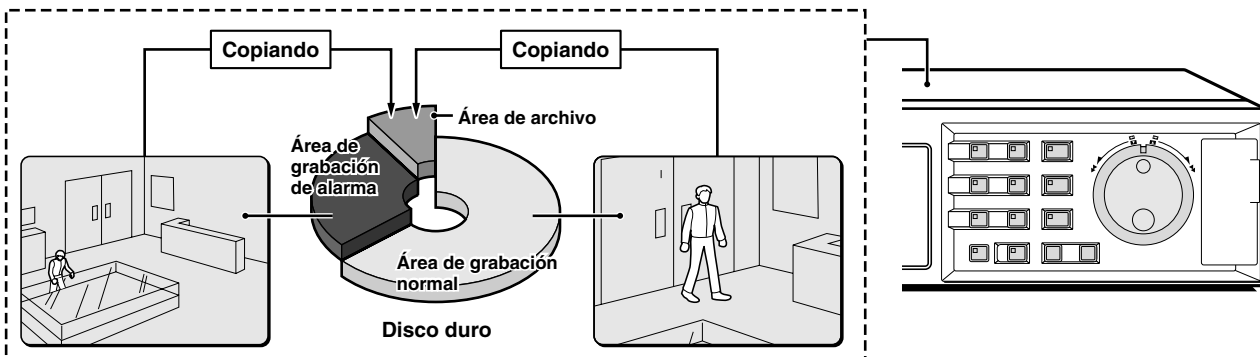 Copiando
Copiando
Área de archivo
Área de
grabación
de alarma
Área de grabación
normal
Disco duro